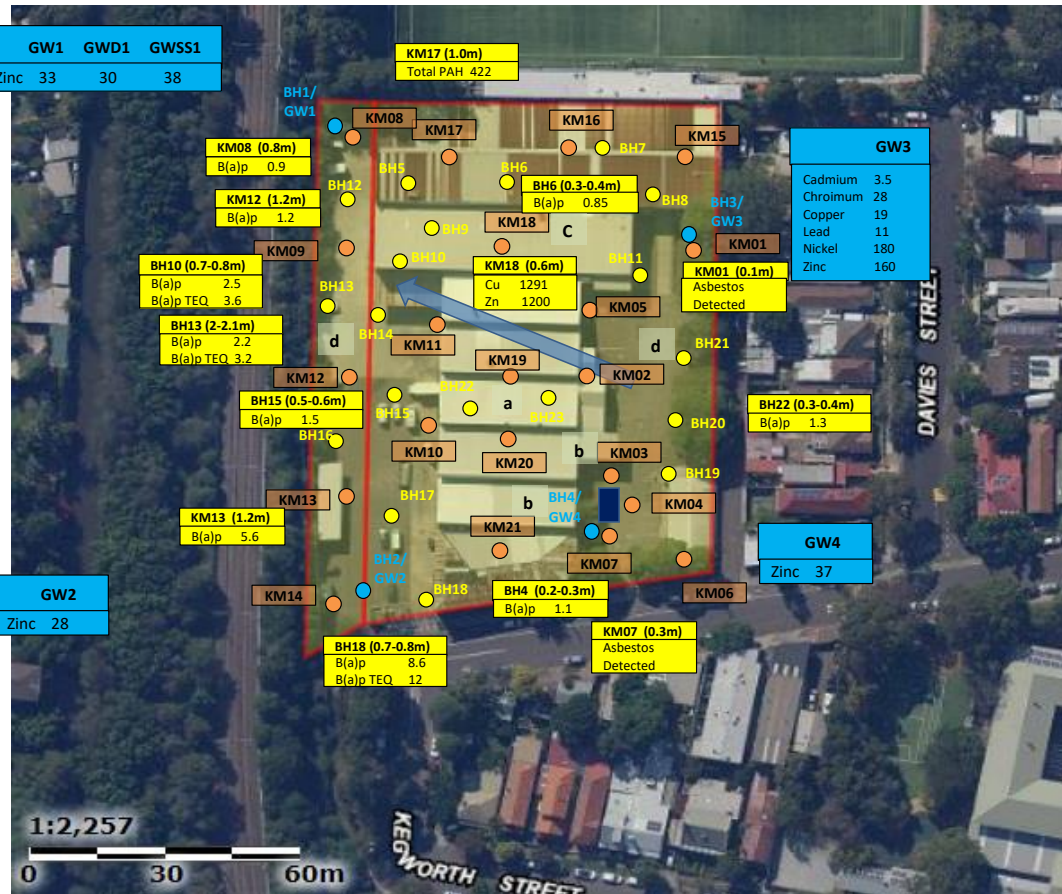 GW1 GWD1 GWSS1
Zinc 33 30 38
KM17 (1.0m)
Total PAH 422
BH1/
GW1
KM08
KM17
KM16
KM15
BH7
KM08 (0.8m)
B(a)p 0.9
BH5
BH6
BH12
BH6 (0.3-0.4m)
B(a)P 0.85
BH8
GW3
Cadmium 3.5
Chroimum 28
Copper 19
Lead 11
Nickel 180
Zinc 160
KM12 (1.2m)
B(a)p 1.2
BH3/
GW3
KM18
C
BH9
KM09
KM01
BH10 (0.7-0.8m)
B(a)p 2.5
B(a)p TEQ 3.6
BH10
KM18 (0.6m)
Cu 1291
Zn 1200
BH11
KM01 (0.1m)
Asbestos
Detected
BH13
KM05
BH13 (2-2.1m)
B(a)p 2.2
B(a)p TEQ 3.2
BH14
KM11
d
d
BH21
KM19
KM12
KM02
BH15 (0.5-0.6m)
B(a)P 1.5
BH22
BH15
a
BH23
BH22 (0.3-0.4m)
B(a)P 1.3
BH20
DAVIES STREET
BH16
KM10
KM20
b
KM03
BH19
KM13
BH17
b
BH4/
GW4
KM04
KM13 (1.2m)
B(a)p 5.6
KM21
KM07
GW4
Zinc 37
BH2/
GW2
KM06
GW2
Zinc 28
KM14
BH18
BH4 (0.2-0.3m)
B(a)P 1.1
KM07 (0.3m)
Asbestos
Detected
BH18 (0.7-0.8m)
B(a)p 8.6
B(a)p TEQ 12
1:2,257
0 30 60m
KEGWORTH STREET